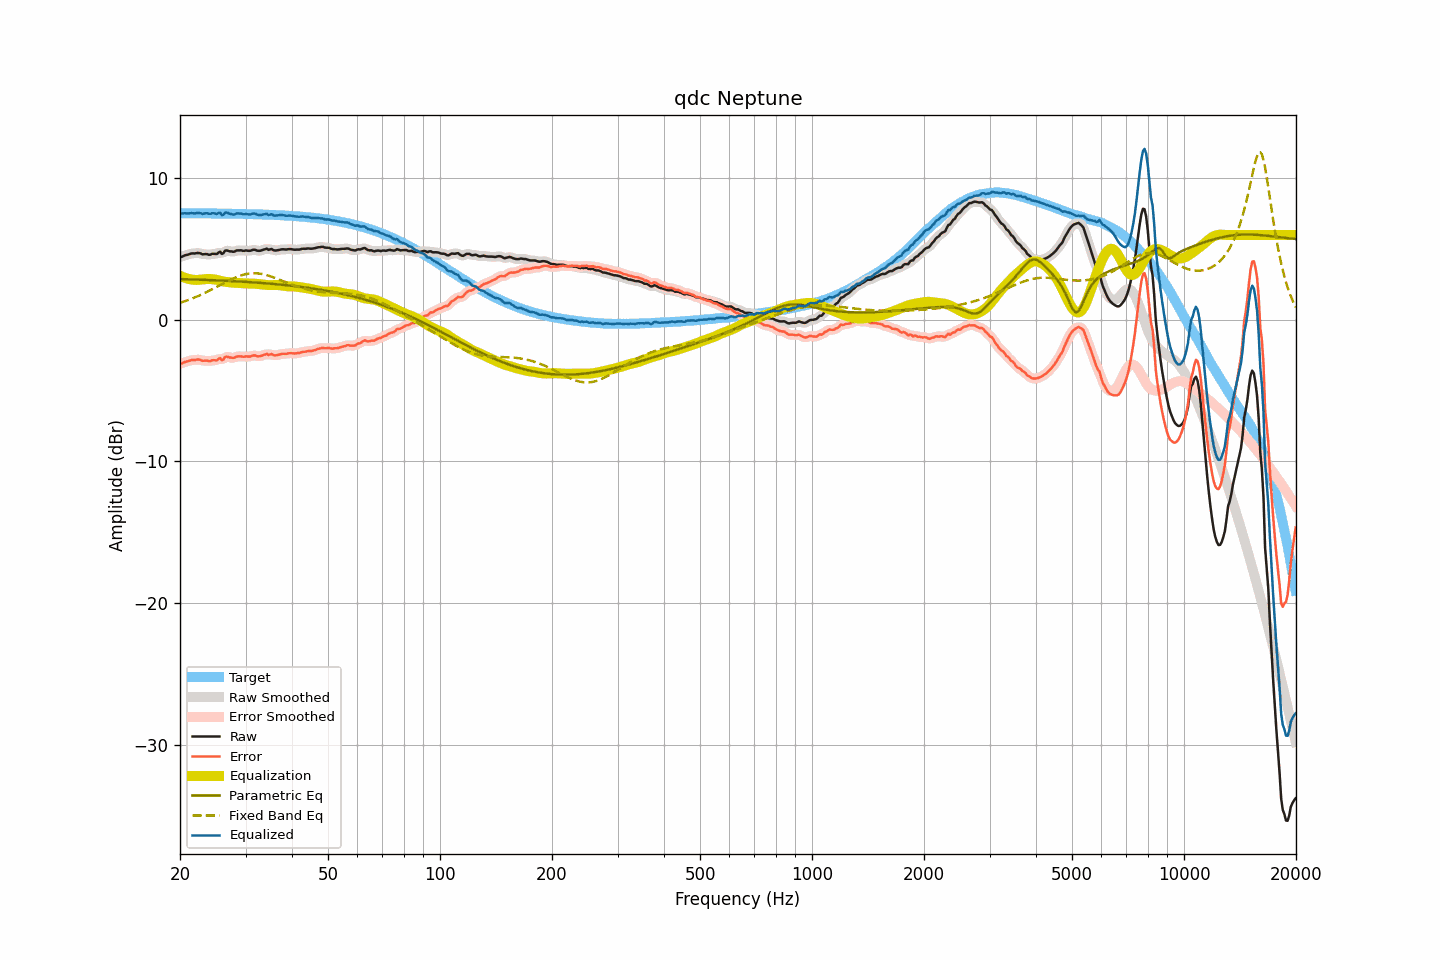 qdc Neptune
10
0
−10
−20
−30
Amplitude (dBr)
Target
Raw Smoothed
Error Smoothed
Raw
Error
Equalization
Parametric Eq
Fixed Band Eq
Equalized
20 50 100 200 500 1000 2000 5000 10000 20000
Frequency (Hz)